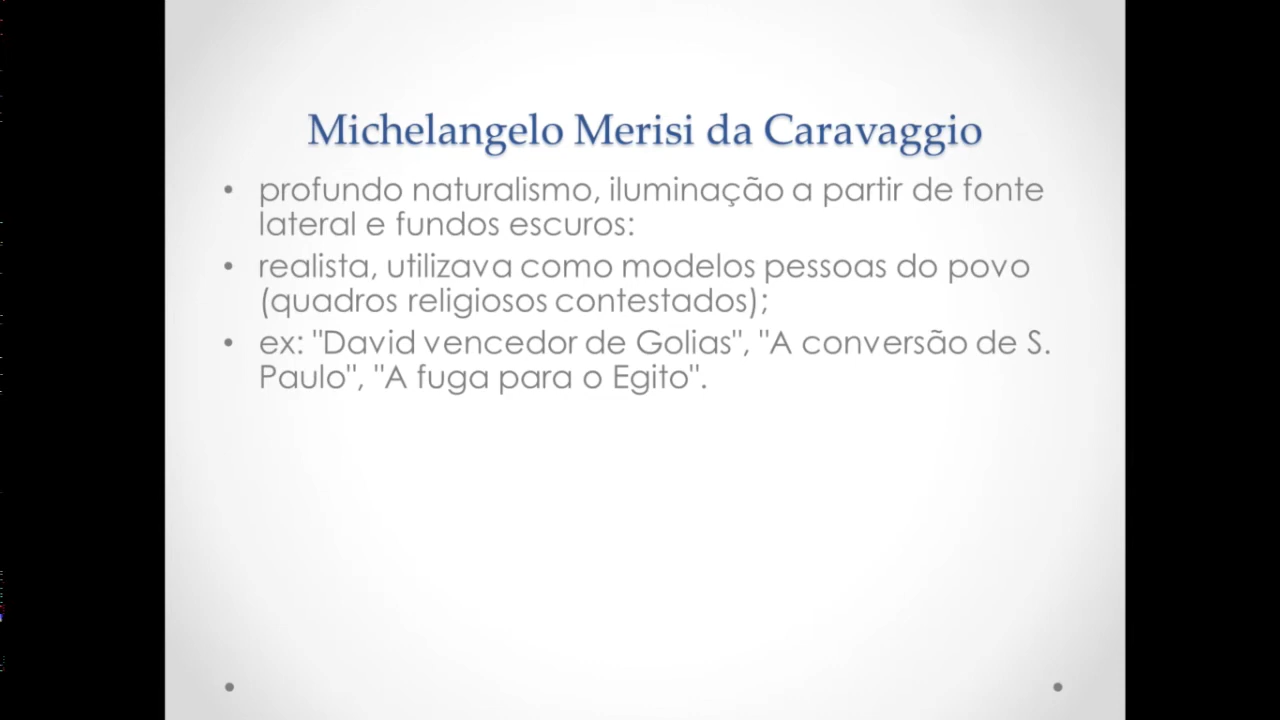 Michelangelo Merisi da Caravaggio
• profundo naturalismo, iluminação a partir de fonte
lateral e fundos escuros:
• realista, utilizava como modelos pessoas do povo
(quadros religiosos contestados);
• ex: "David vencedor de Golias", "A conversão de S.
Paulo", "A fuga para o Egito".